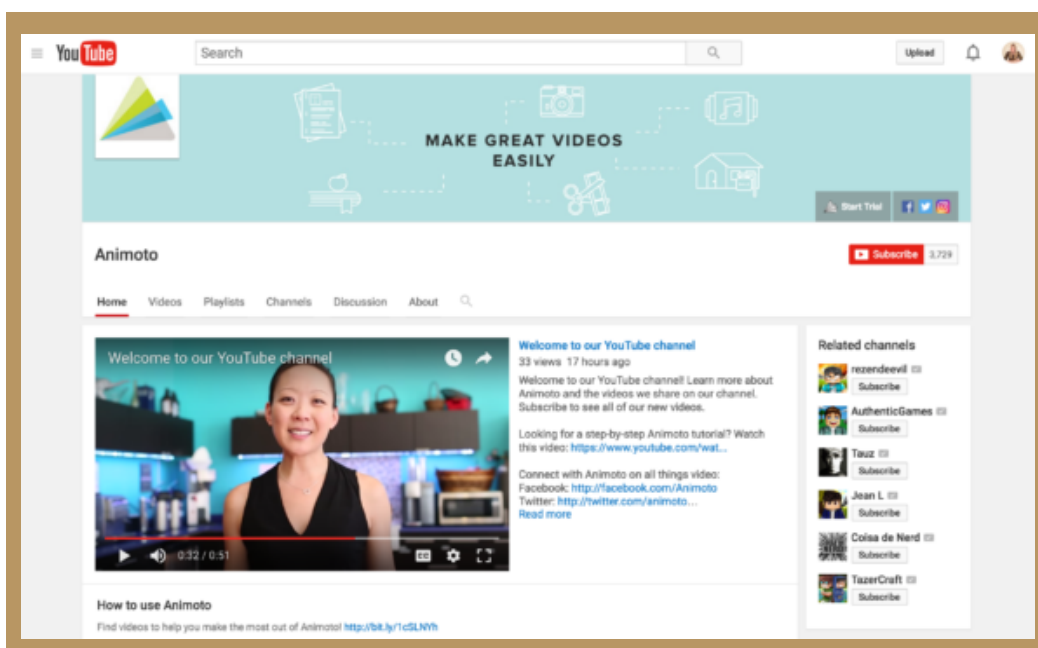 YouTube
Search
Upload
MAKE GREAT VIDEOS
EASILY
Start Trial
Animoto
Subscribe 3,729
Home Videos Playlists Channels Discussion About
Welcome to our YouTube channel
0:32 / 0:51
CC
Welcome to our YouTube channel
33 views 17 hours ago
Welcome to our YouTube channel! Learn more about
Animoto and the videos we share on our channel.
Subscribe to see all of our new videos.
Looking for a step-by-step Animoto tutorial? Watch
this video: https://www.youtube.com/wat...
Connect with Animoto on all things video:
Facebook: http://facebook.com/Animoto
Twitter: http://twitter.com/animoto...
Read more
Related channels
rezendeevil
Subscribe
AuthenticGames
Subscribe
Tauz
Subscribe
Jean L
Subscribe
Coisa de Nerd
Subscribe
TazerCraft
Subscribe
How to use Animoto
Find videos to help you make the most out of Animoto! http://bit.ly/1cSLNYh